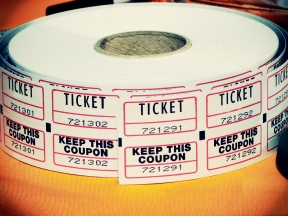 TICKET
721301
KEEP THIS
COUPON
721301
TICKET
721302
KEEP THIS
COUPON
721302
TICKET
721291
KEEP THIS
COUPON
721291
TICKET
721292
KEEP THIS
COUPON
721292